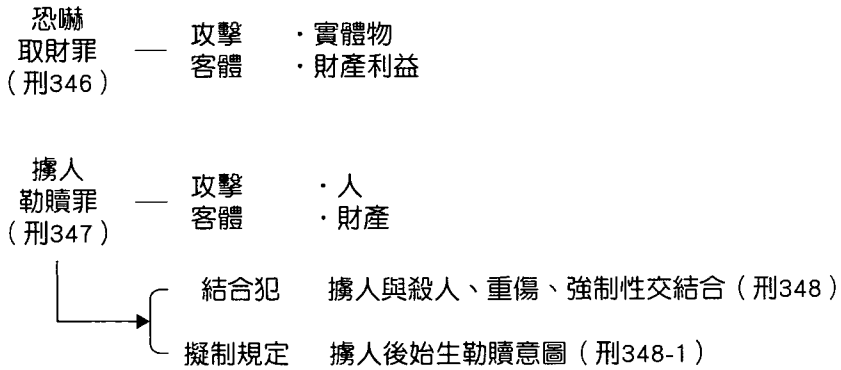 恐嚇
取財罪
（刑346）
攻擊
客體
・實體物
・財產利益
擄人
勒贖罪
（刑347）
攻擊
客體
・人
・財產
結合犯 擄人與殺人、重傷、強制性交結合（刑348）
擬制規定 擄人後始生勒贖意圖（刑348-1）